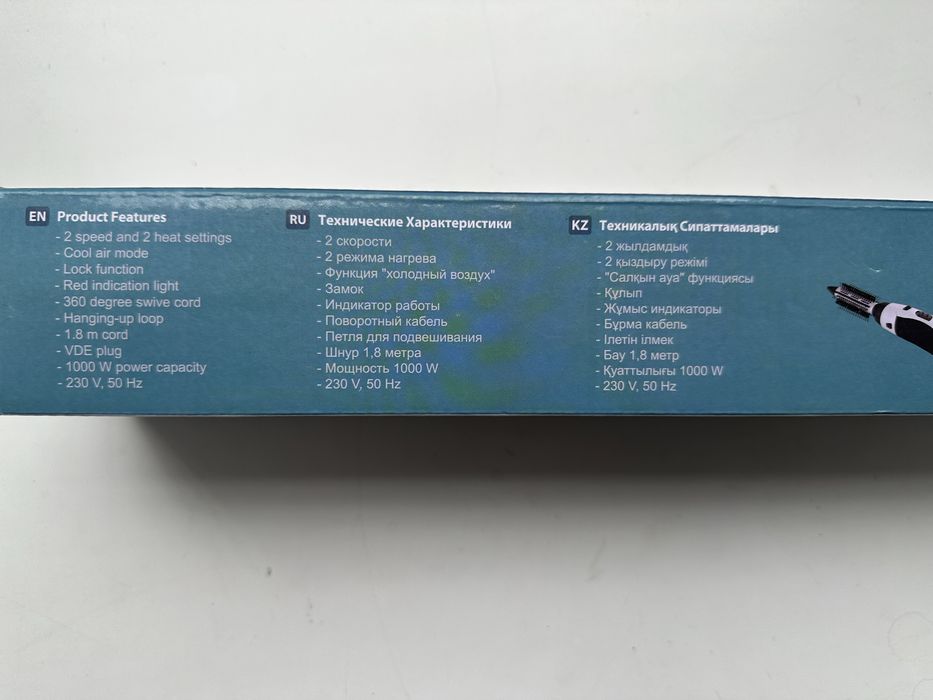 EN Product Features
- 2 speed and 2 heat settings
- Cool air mode
- Lock function
- Red indication light
- 360 degree swive cord
- Hanging-up loop
- 1.8 m cord
- VDE plug
- 1000 W power capacity
- 230 V, 50 Hz
RU Технические Характеристики
- 2 скорости
- 2 режима нагрева
- Функция "холодный воздух"
- Замок
- Индикатор работы
- Поворотный кабель
- Петля для подвешивания
- Шнур 1,8 метра
- Мощность 1000 W
- 230 V, 50 Hz
KZ Техникалық Сипаттамалары
- 2 жылдамдық
- 2 қыздыру режімі
- "Салқын ауа" функциясы
- Құлып
- Жұмыс индикаторы
- Бұрма кабель
- Ілетін ілмек
- Бау 1,8 метр
- Қуаттылығы 1000 W
- 230 V, 50 Hz